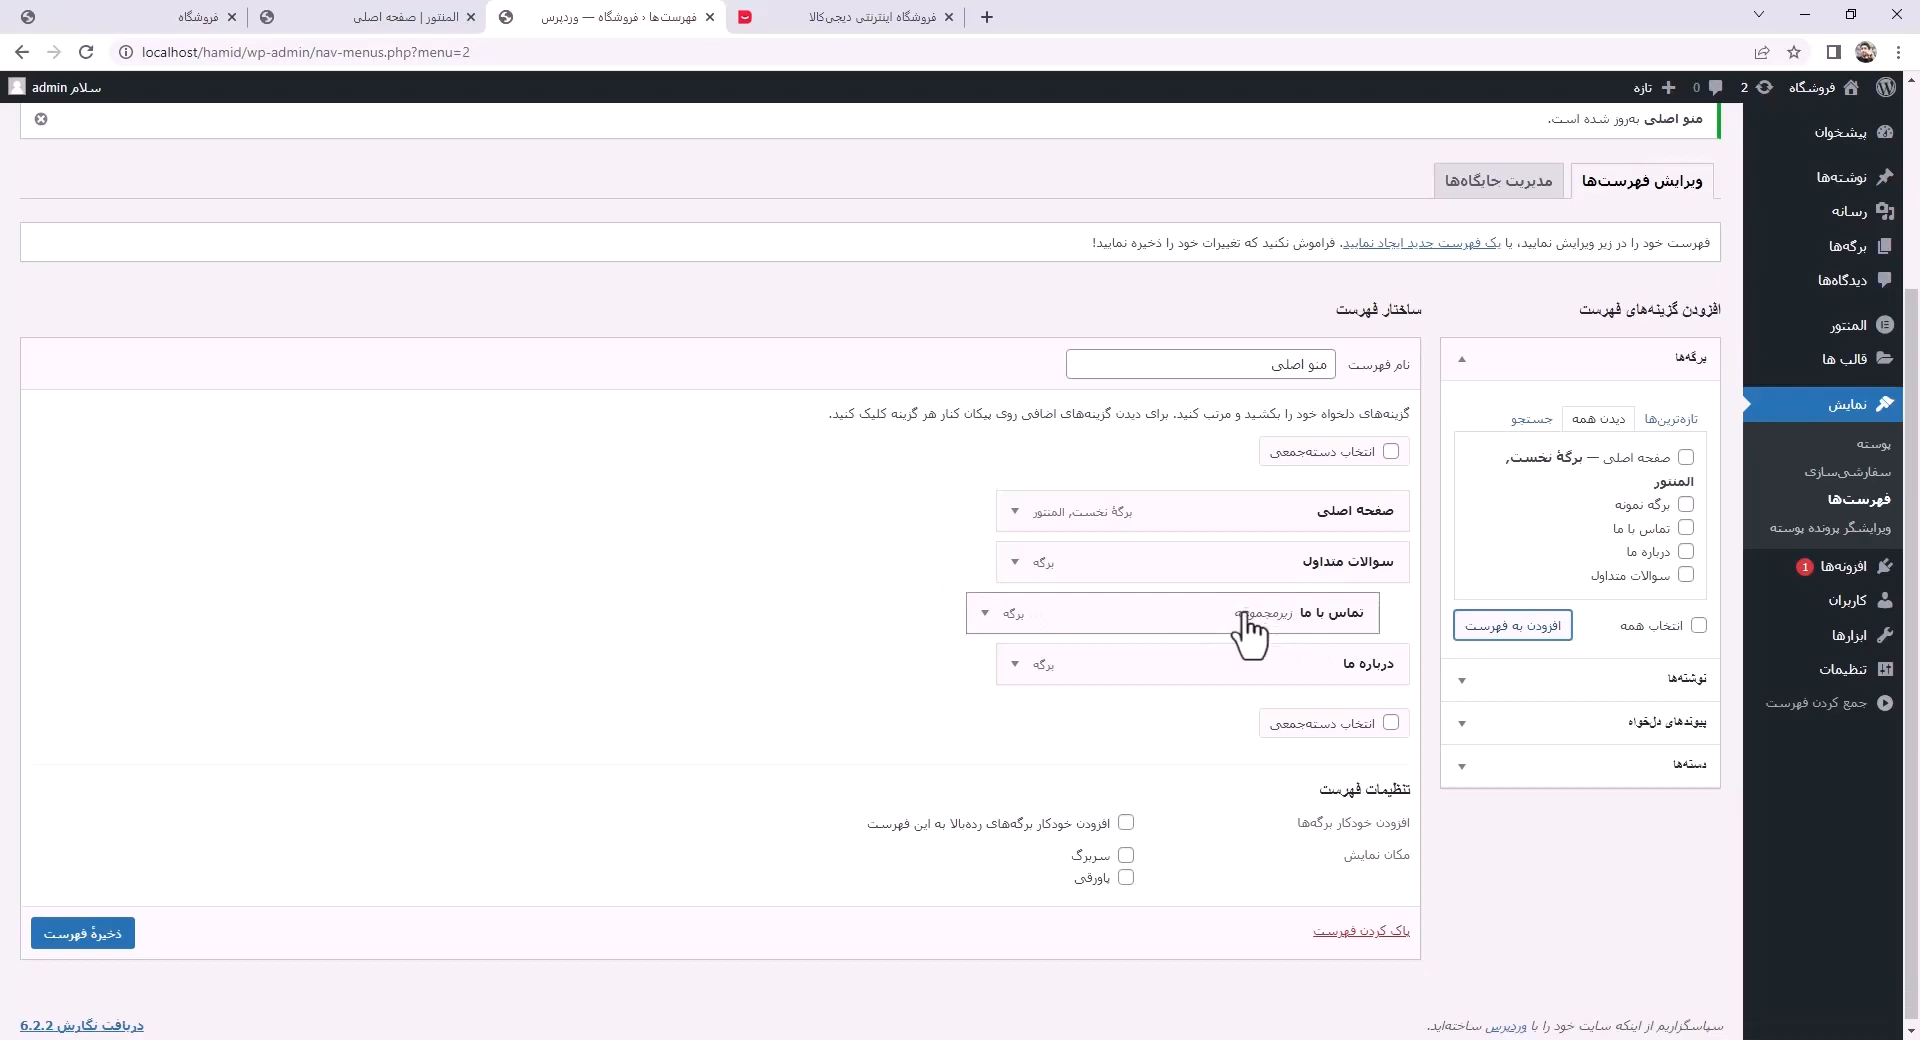 فروشگاه
المنتور | صفحه اصلی
فهرست‌ها ‹ فروشگاه — وردپرس
فروشگاه اینترنتی دیجی‌کالا
localhost/hamid/wp-admin/nav-menus.php?menu=2
فروشگاه
2
0
تازه
سلام admin
منو اصلی به‌روز شده است.
ویرایش فهرست‌ها
مدیریت جایگاه‌ها
فهرست خود را در زیر ویرایش نمایید، یا یک فهرست جدید ایجاد نمایید. فراموش نکنید که تغییرات خود را ذخیره نمایید!
افزودن گزینه‌های فهرست
برگه‌ها
تازه‌ترین‌ها
دیدن همه
جستجو
صفحه اصلی — برگهٔ نخست,
المنتور
برگه نمونه
تماس با ما
درباره ما
سوالات متداول
انتخاب همه
افزودن به فهرست
نوشته‌ها
پیوندهای دلخواه
دسته‌ها
ساختار فهرست
نام فهرست
منو اصلی
گزینه‌های دلخواه خود را بکشید و مرتب کنید. برای دیدن گزینه‌های اضافی روی پیکان کنار هر گزینه کلیک کنید.
انتخاب دسته‌جمعی
صفحه اصلی
برگهٔ نخست, المنتور
سوالات متداول
برگه
تماس با ما زیرمجموعه
برگه
درباره ما
برگه
انتخاب دسته‌جمعی
تنظیمات فهرست
افزودن خودکار برگه‌ها
افزودن خودکار برگه‌های رده‌بالا به این فهرست
مکان نمایش
سربرگ
پاورقی
پاک کردن فهرست
ذخیرهٔ فهرست
پیشخوان
نوشته‌ها
رسانه
برگه‌ها
دیدگاه‌ها
المنتور
قالب ها
نمایش
پوسته
سفارشی‌سازی
فهرست‌ها
ویرایشگر پرونده پوسته
افزونه‌ها 1
کاربران
ابزارها
تنظیمات
جمع کردن فهرست
سپاسگزاریم از اینکه سایت خود را با وردپرس ساخته‌اید.
دریافت نگارش 6.2.2